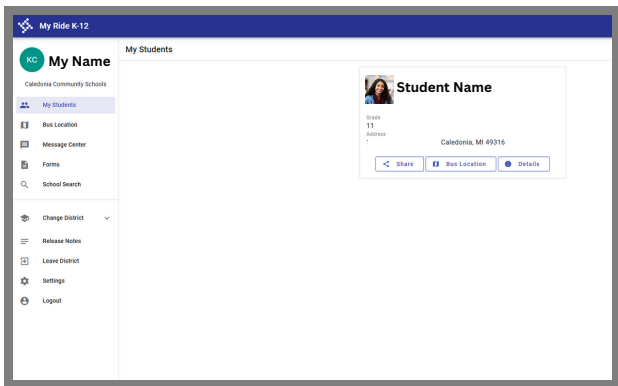 My Ride K-12
KC
My Name
Caledonia Community Schools
My Students
Bus Location
Message Center
Forms
School Search
Change District
Release Notes
Leave District
Settings
Logout
My Students
Student Name
Grade
11
Address
Caledonia, MI 49316
Share
Bus Location
Details